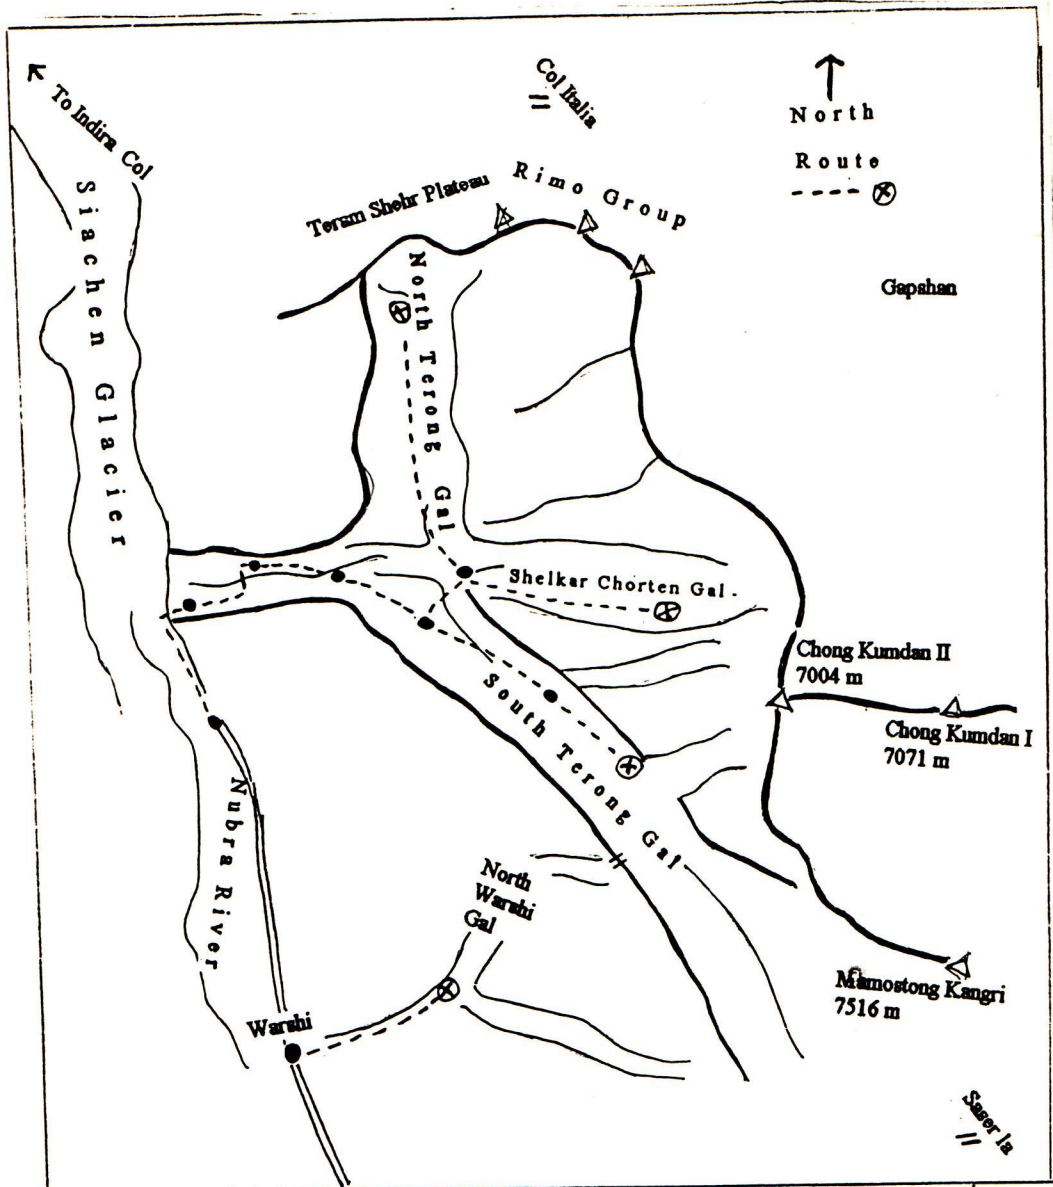 To Indira Col
Col Italia
North
Route
Siachen Glacier
Teram Shehr Plateau
Rimo Group
Gapshan
North Terong Gal
Shelkar Chorten Gal
Chong Kumdan II
7004 m
Chong Kumdan I
7071 m
South Terong Gal
Nubra River
North
Warshi
Gal
Mamostong Kangri
7516 m
Warshi
Saser la